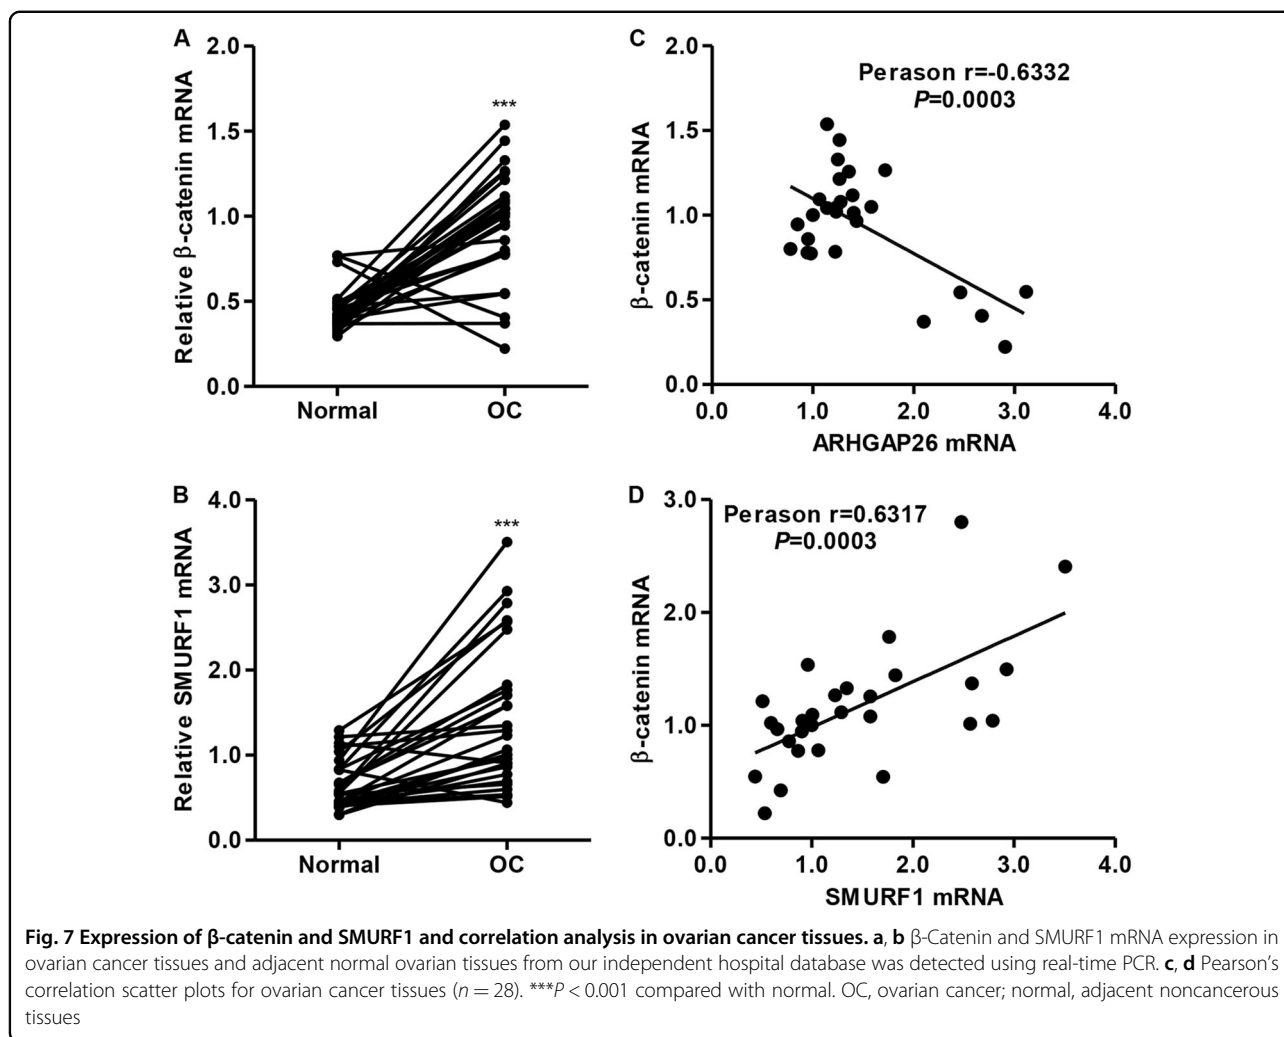 A
2.0
1.5
1.0
0.5
0.0
Relative β-catenin mRNA
***
Normal
OC
C
2.0
1.5
1.0
0.5
0.0
β-catenin mRNA
Perason r=-0.6332
P=0.0003
0.0
1.0
2.0
3.0
4.0
ARHGAP26 mRNA
B
4.0
3.0
2.0
1.0
0.0
Relative SMURF1 mRNA
***
Normal
OC
D
3.0
2.0
1.0
0.0
β-catenin mRNA
Perason r=0.6317
P=0.0003
0.0
1.0
2.0
3.0
4.0
SMURF1 mRNA
Fig. 7 Expression of β-catenin and SMURF1 and correlation analysis in ovarian cancer tissues. a, b β-Catenin and SMURF1 mRNA expression in
ovarian cancer tissues and adjacent normal ovarian tissues from our independent hospital database was detected using real-time PCR. c, d Pearson's
correlation scatter plots for ovarian cancer tissues (n = 28). ***P < 0.001 compared with normal. OC, ovarian cancer; normal, adjacent noncancerous
tissues